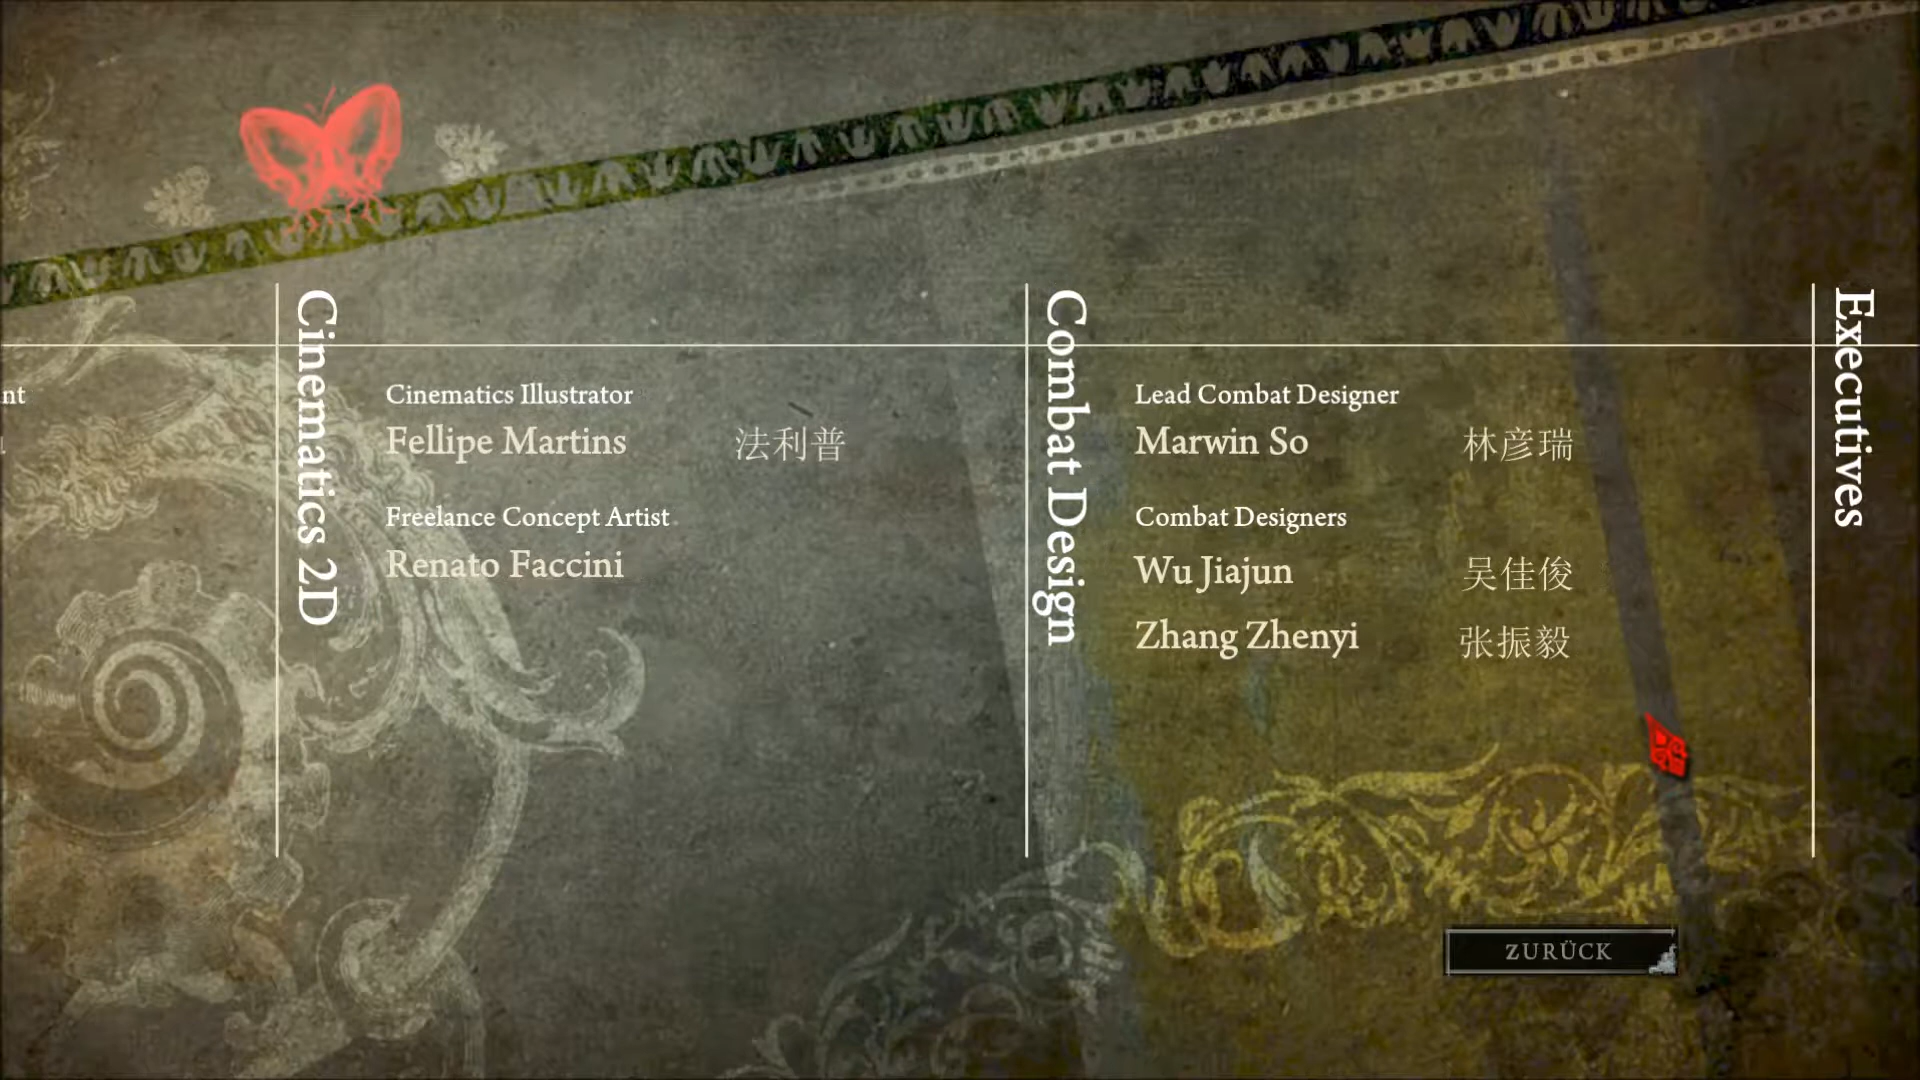 nt
Cinematics 2D
Cinematics Illustrator
Fellipe Martins 法利普
Freelance Concept Artist
Renato Faccini
Combat Design
Lead Combat Designer
Marwin So 林彦瑞
Combat Designers
Wu Jiajun 吴佳俊
Zhang Zhenyi 张振毅
Executives
ZURÜCK